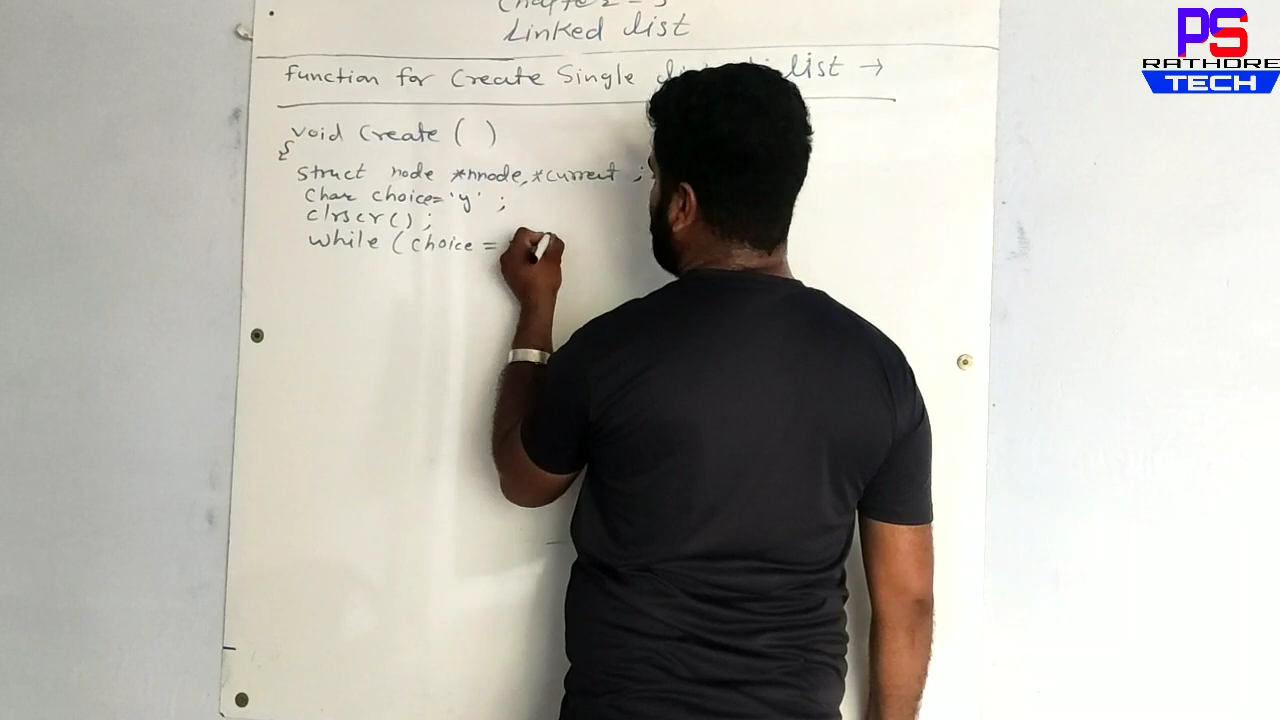 Linked list
function for Create Single list →
void Create ( )
{
struct node *nnode,*current ;
Char choice='y' ;
clrscr() ;
while (choice =
PS
RATHORE
TECH